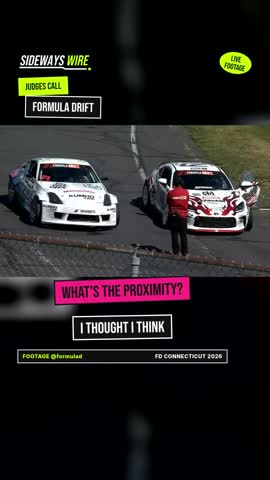 SIDEWAYS WIRE.
LIVE
FOOTAGE
JUDGES CALL
FORMULA DRIFT
WHAT'S THE PROXIMITY?
I THOUGHT I THINK
FOOTAGE @formulad
FD CONNECTICUT 2026